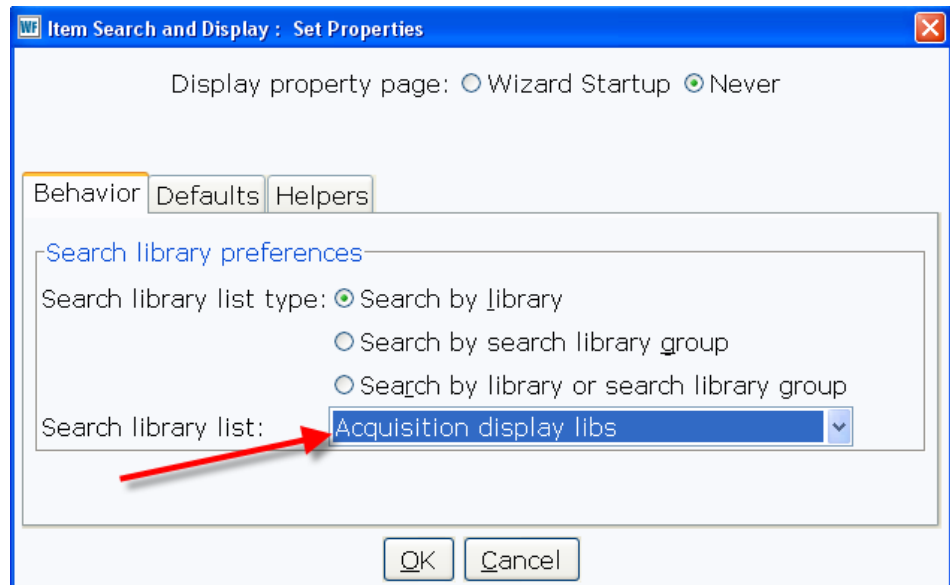 WF Item Search and Display : Set Properties
Display property page: Wizard Startup Never
Behavior Defaults Helpers
Search library preferences
Search library list type: Search by library
Search by search library group
Search by library or search library group
Search library list: Acquisition display libs
OK Cancel